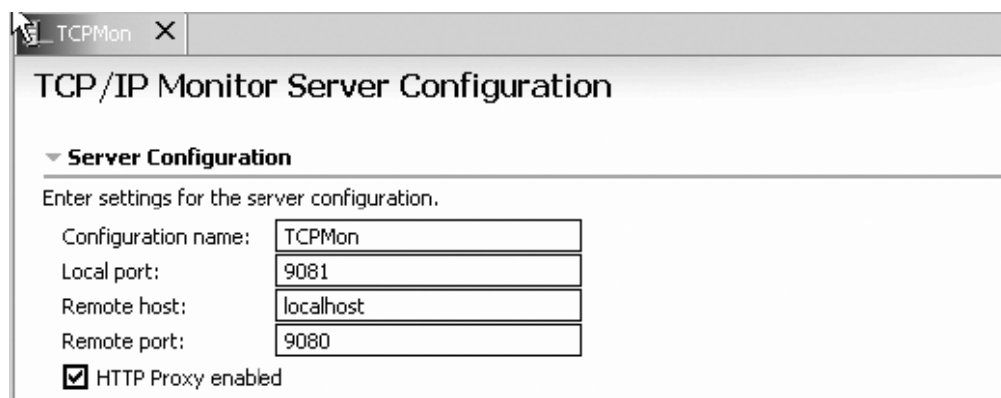 TCPMon X
TCP/IP Monitor Server Configuration
Server Configuration
Enter settings for the server configuration.
Configuration name: TCPMon
Local port: 9081
Remote host: localhost
Remote port: 9080
HTTP Proxy enabled